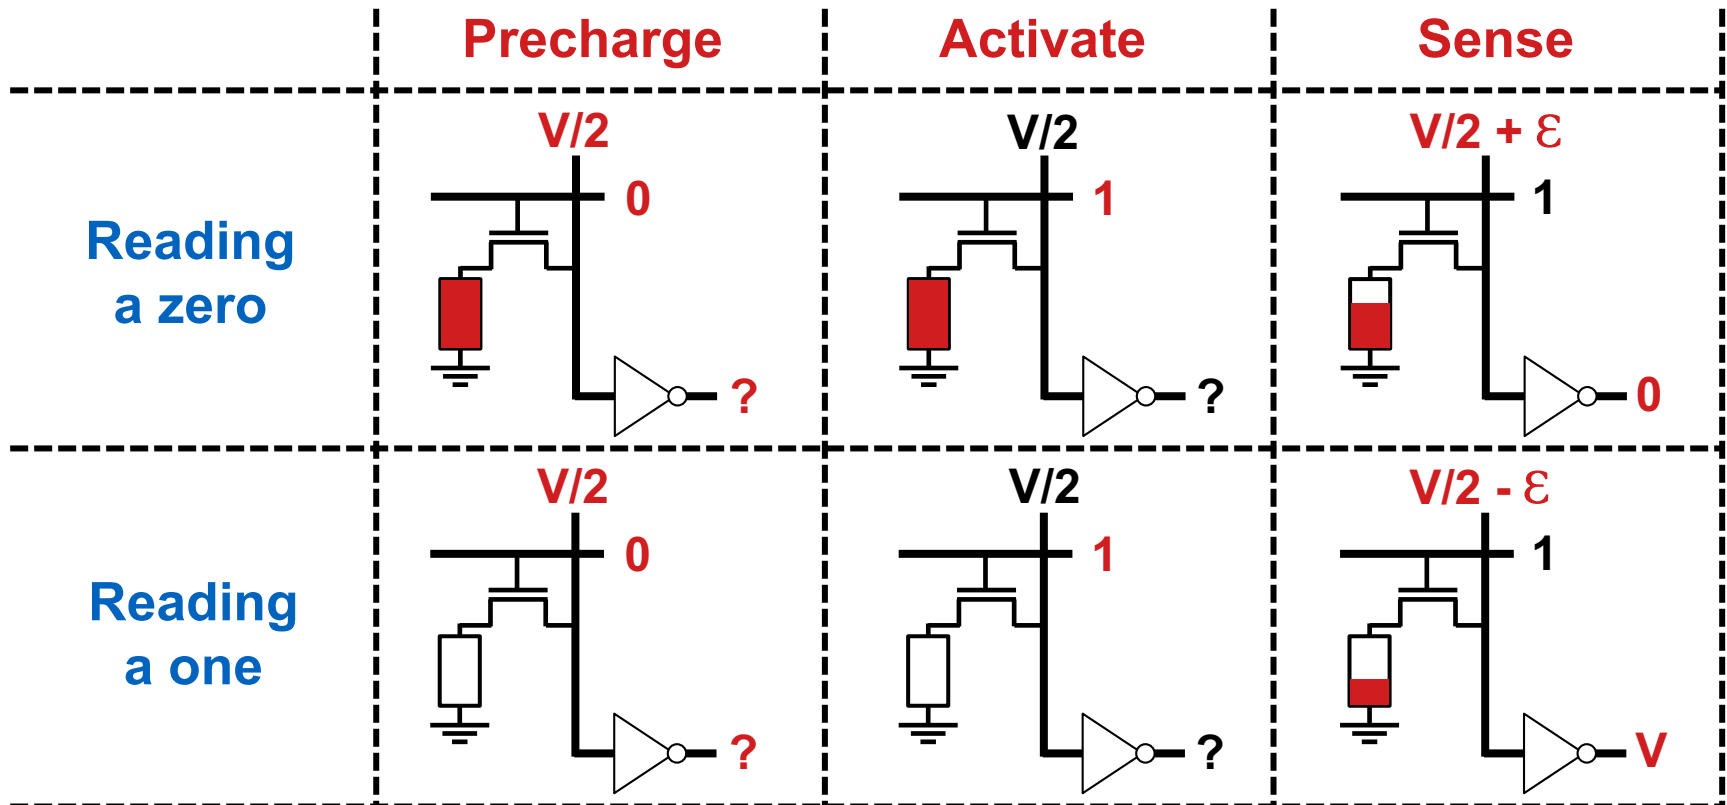 Precharge Activate Sense
Reading
a zero
V/2
0
?
V/2
1
?
V/2 + ε
1
0
Reading
a one
V/2
0
?
V/2
1
?
V/2 - ε
1
V